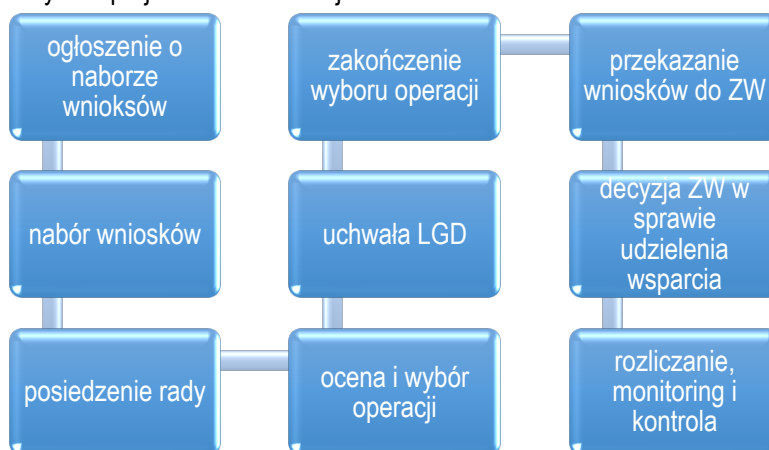 ogłoszenie o
naborze
wnioksów
nabór wniosków
posiedzenie rady
ocena i wybór
operacji
uchwała LGD
zakończenie
wyboru operacji
przekazanie
wniosków do ZW
decyzja ZW w
sprawie
udzielenia
wsparcia
rozliczanie,
monitoring i
kontrola